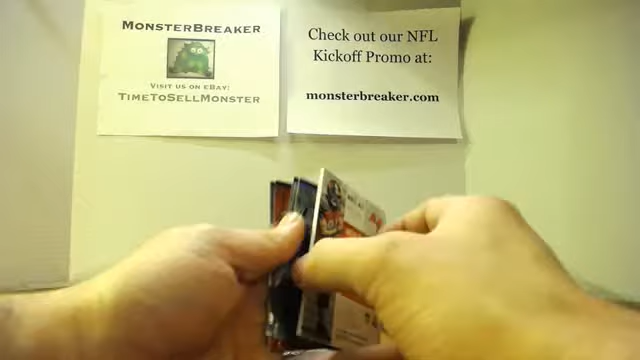 MONSTERBREAKER
VISIT US ON EBAY:
TIMETOSELLMONSTER
Check out our NFL
Kickoff Promo at:
monsterbreaker.com